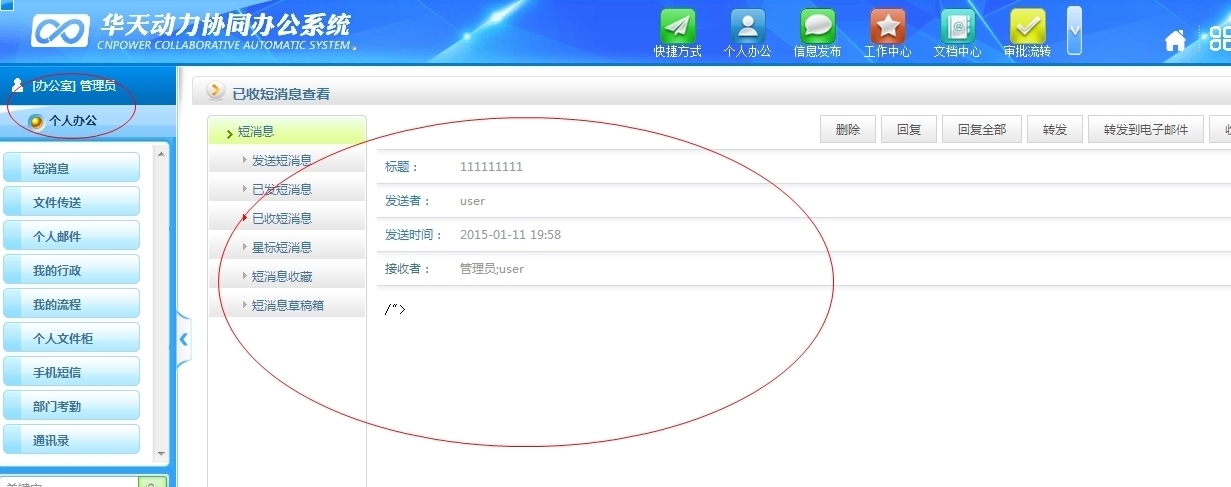 华天动力协同办公系统
CNPOWER COLLABORATIVE AUTOMATIC SYSTEM
快捷方式
个人办公
信息发布
工作中心
文档中心
审批流转
[办公室] 管理员
个人办公
短消息
文件传送
个人邮件
我的行政
我的流程
个人文件柜
手机短信
部门考勤
通讯录
已收短消息查看
短消息
发送短消息
已发短消息
已收短消息
星标短消息
短消息收藏
短消息草稿箱
删除
回复
回复全部
转发
转发到电子邮件
标题： 111111111
发送者： user
发送时间： 2015-01-11 19:58
接收者： 管理员;user
/“>